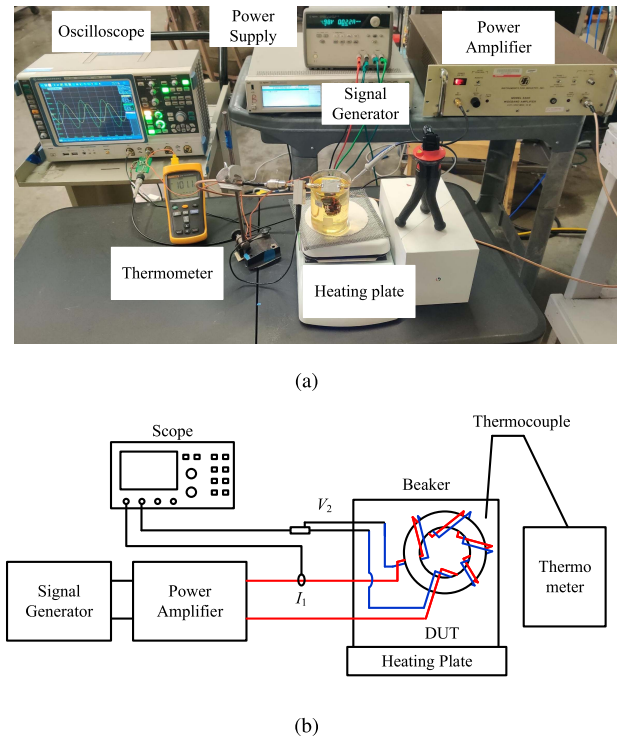 Oscilloscope
Power
Supply
Power
Amplifier
Signal
Generator
1011
Thermometer
Heating plate
(a)
Scope
Thermocouple
V2
Beaker
Signal
Generator
Power
Amplifier
I1
Thermo
meter
DUT
Heating Plate
(b)